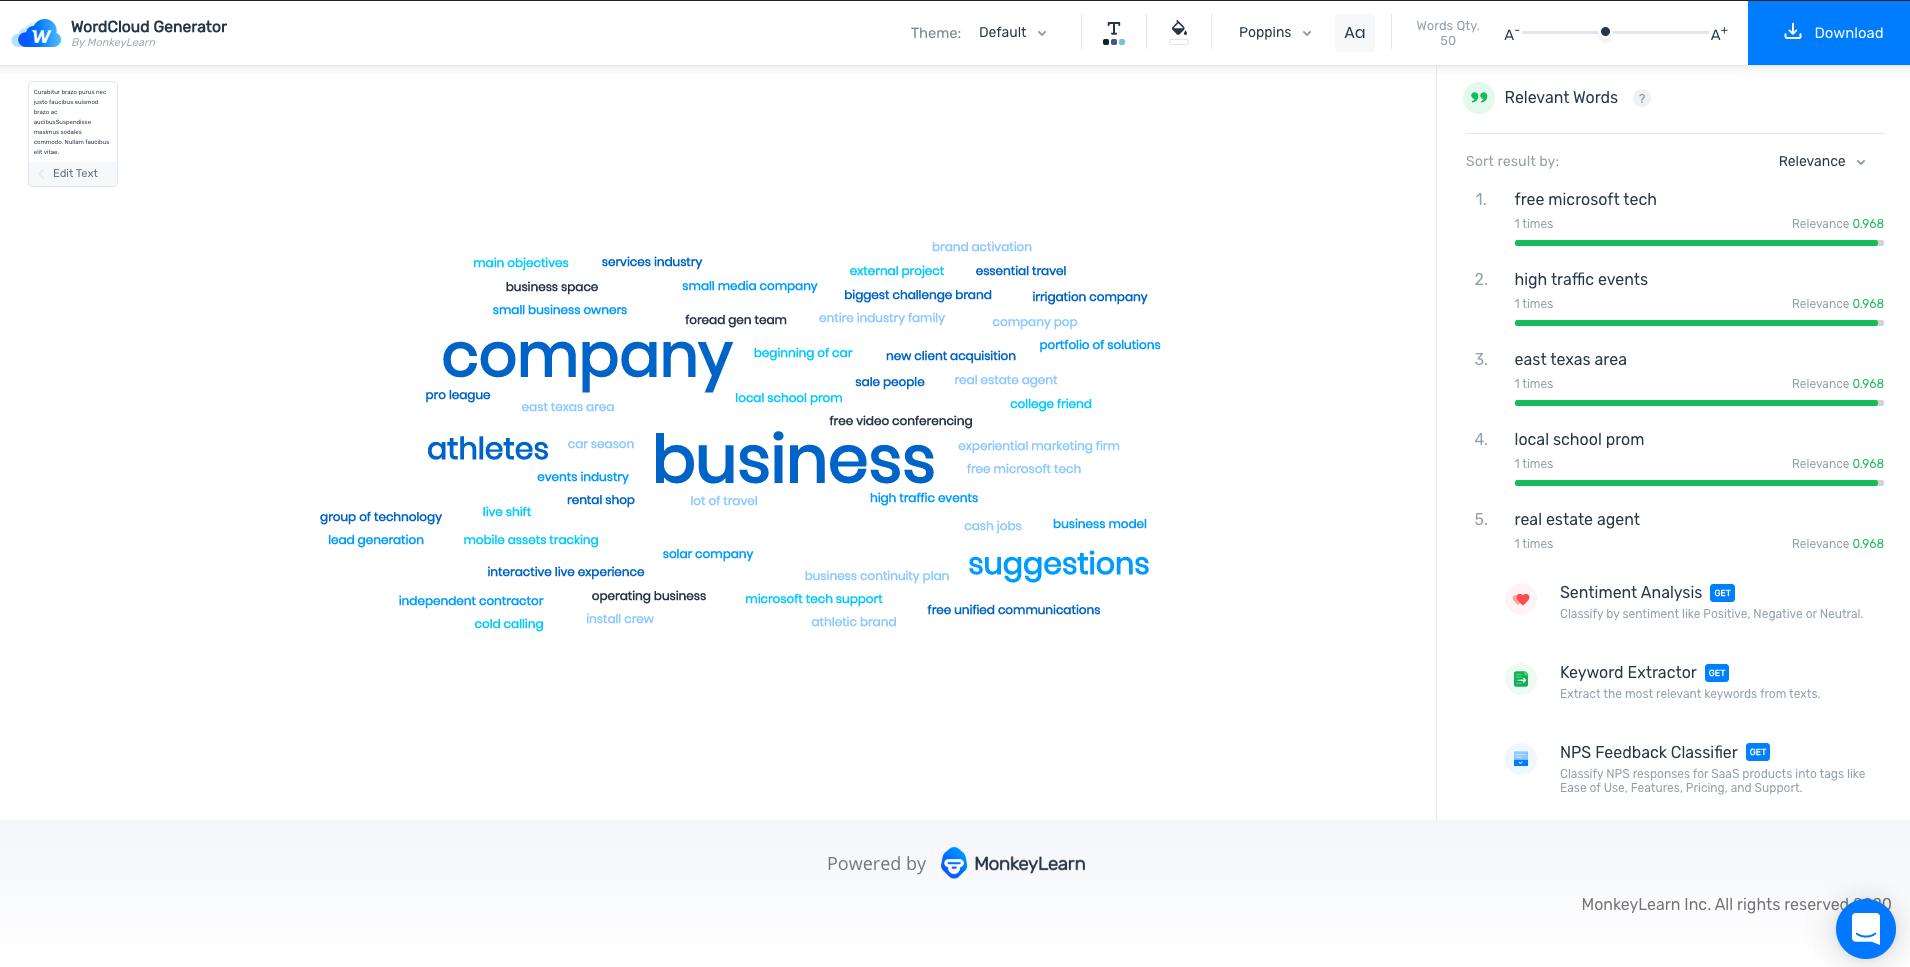 WordCloud Generator
By MonkeyLearn
Theme: Default
T
Poppins
Aa
Words Qty.
50
A-
A+
Download
Curabitur brazo purus nec
justo faucibus euismod
brazo ac
aucibusSuspendisse
maximus sodales
commodo. Nullam faucibus
elit vitae.
Edit Text
brand activation
main objectives services industry
external project essential travel
business space small media company
biggest challenge brand irrigation company
small business owners
foread gen team entire industry family company pop
portfolio of solutions
company beginning of car new client acquisition
sale people real estate agent
pro league local school prom college friend
east texas area
free video conferencing
athletes car season business experiential marketing firm
free microsoft tech
events industry
rental shop lot of travel high traffic events
live shift
group of technology cash jobs business model
lead generation mobile assets tracking
solar company suggestions
interactive live experience business continuity plan
independent contractor operating business microsoft tech support
free unified communications
cold calling install crew athletic brand
Relevant Words ?
Sort result by: Relevance
1. free microsoft tech
1 times Relevance 0.968
2. high traffic events
1 times Relevance 0.968
3. east texas area
1 times Relevance 0.968
4. local school prom
1 times Relevance 0.968
5. real estate agent
1 times Relevance 0.968
Sentiment Analysis GET
Classify by sentiment like Positive, Negative or Neutral.
Keyword Extractor GET
Extract the most relevant keywords from texts.
NPS Feedback Classifier GET
Classify NPS responses for SaaS products into tags like
Ease of Use, Features, Pricing, and Support.
Powered by MonkeyLearn
MonkeyLearn Inc. All rights reserved